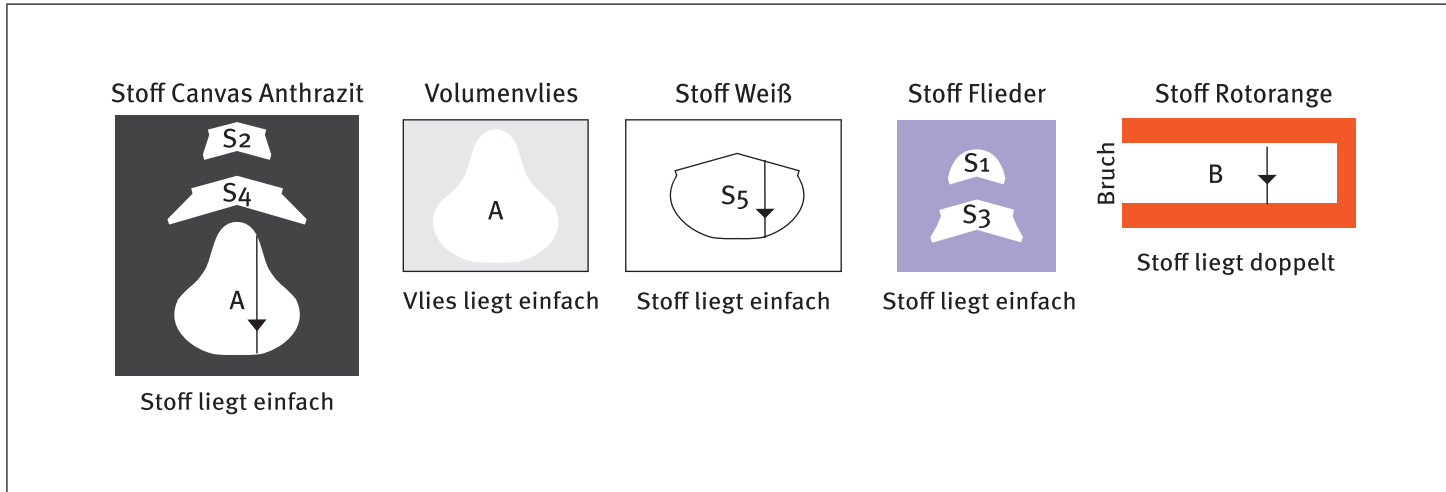 Stoff Canvas Anthrazit
S2
S4
A
Stoff liegt einfach
Volumenvlies
A
Vlies liegt einfach
Stoff Weiß
S5
Stoff liegt einfach
Stoff Flieder
S1
S3
Stoff liegt einfach
Stoff Rotorange
Bruch
B
Stoff liegt doppelt